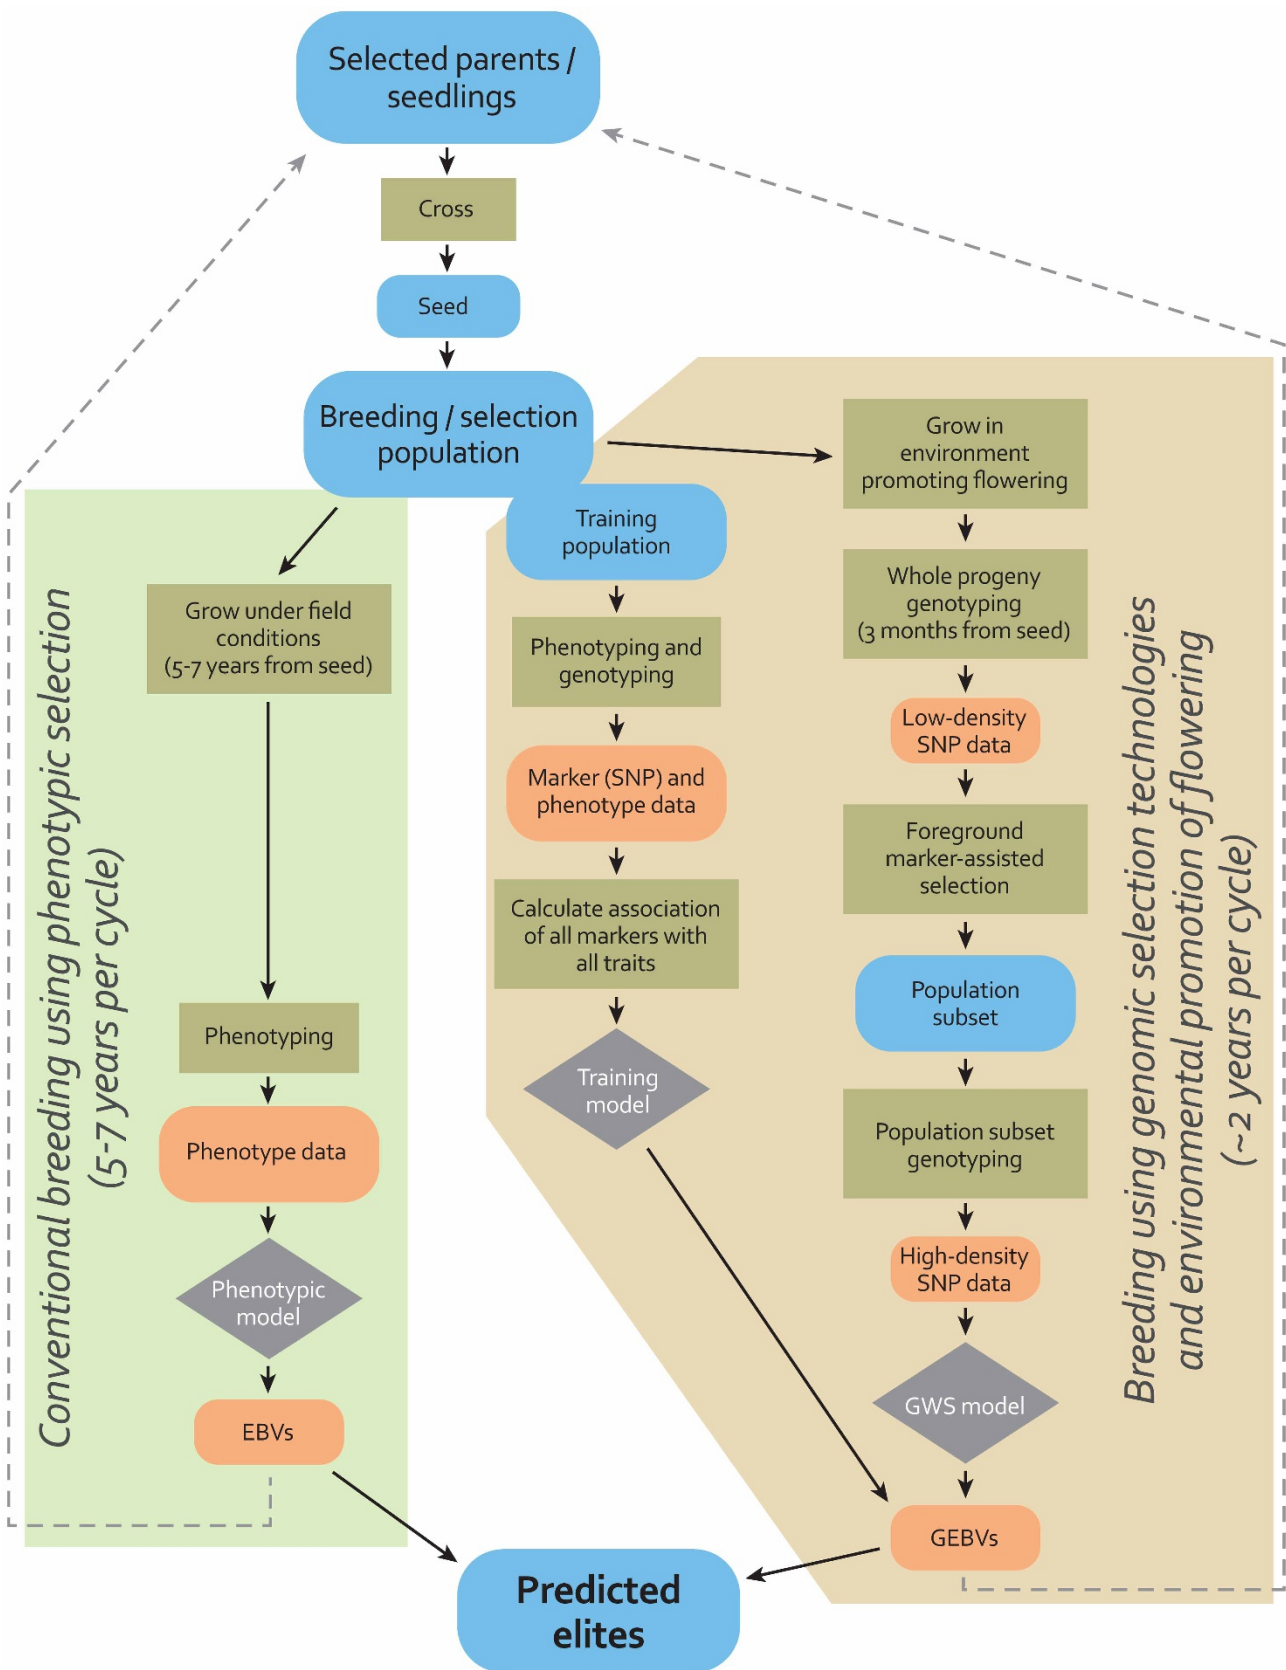 Selected parents /
seedlings
Cross
Seed
Breeding / selection
population
Conventional breeding using phenotypic selection
(5-7 years per cycle)
Grow under field
conditions
(5-7 years from seed)
Phenotyping
Phenotype data
Phenotypic
model
EBVs
Training
population
Phenotyping and
genotyping
Marker (SNP) and
phenotype data
Calculate association
of all markers with
all traits
Training
model
Grow in
environment
promoting flowering
Whole progeny
genotyping
(3 months from seed)
Low-density
SNP data
Foreground
marker-assisted
selection
Population
subset
Population subset
genotyping
High-density
SNP data
GWS model
GEBVs
Breeding using genomic selection technologies
and environmental promotion of flowering
(~2 years per cycle)
Predicted
elites